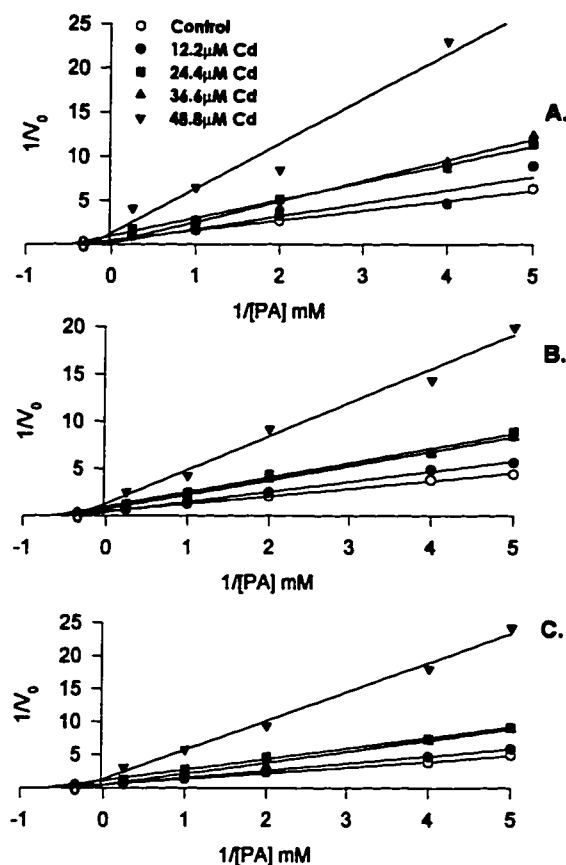 25
20
15
10
5
0
1/V₀
Control
12.2μM Cd
24.4μM Cd
36.6μM Cd
48.8μM Cd
A.
-1 0 1 2 3 4 5
1/[PA] mM
20
15
10
5
0
1/V₀
B.
-1 0 1 2 3 4 5
1/[PA] mM
25
20
15
10
5
0
1/V₀
C.
-1 0 1 2 3 4 5
1/[PA] mM